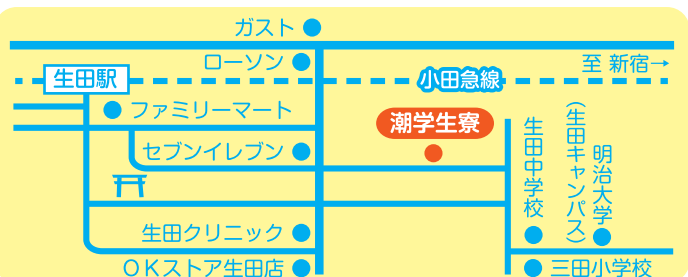 ガスト
ローソン
至 新宿→
生田駅
小田急線
ファミリーマート
潮学生寮
セブンイレブン
生田中学校
明治大学
（生田キャンパス）
生田クリニック
OKストア生田店
三田小学校